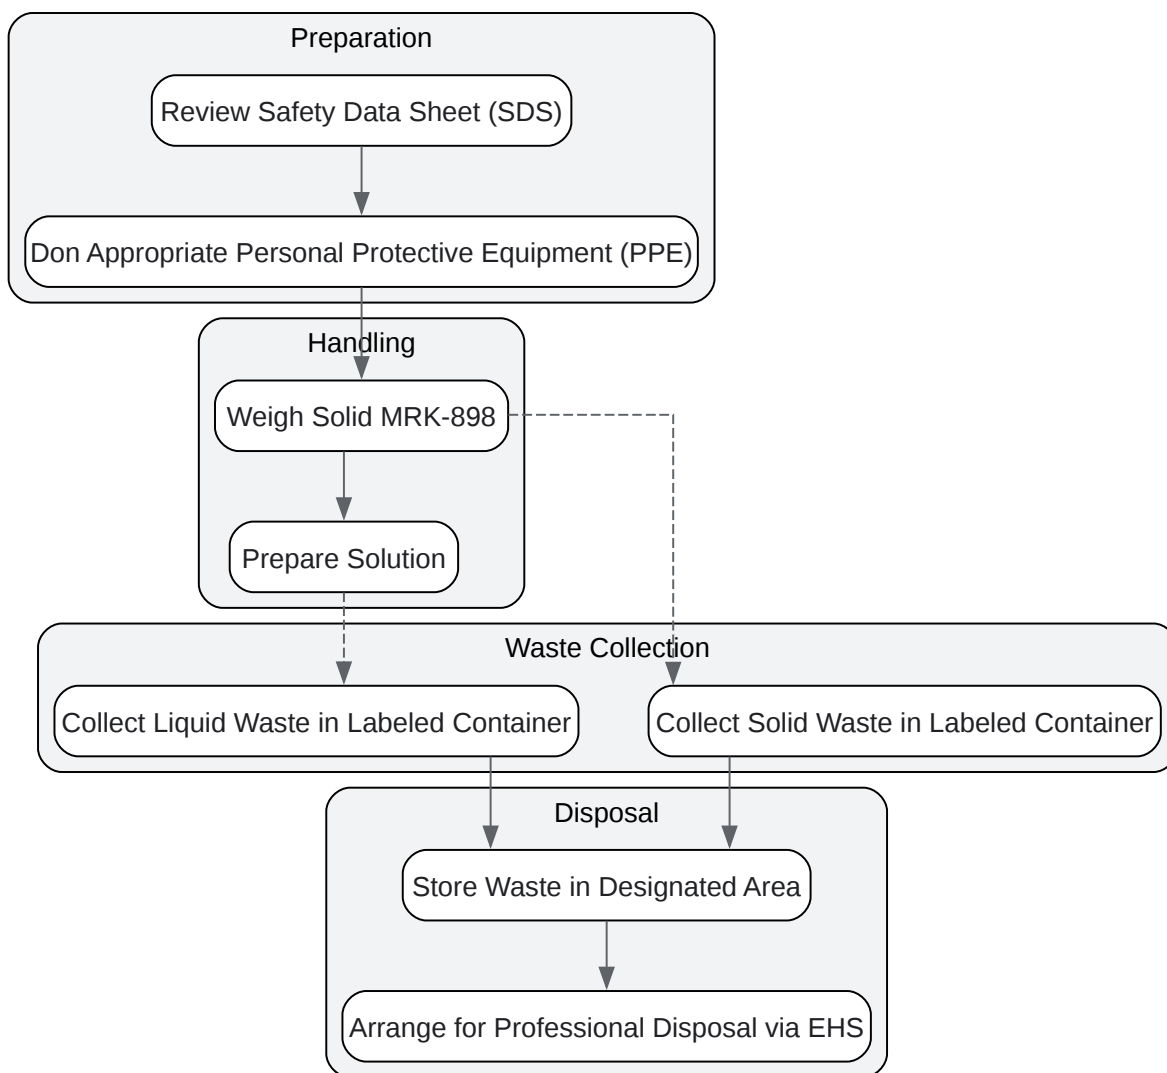 Preparation
Review Safety Data Sheet (SDS)
Don Appropriate Personal Protective Equipment (PPE)
Handling
Weigh Solid MRK-898
Prepare Solution
Waste Collection
Collect Liquid Waste in Labeled Container
Collect Solid Waste in Labeled Container
Disposal
Store Waste in Designated Area
Arrange for Professional Disposal via EHS